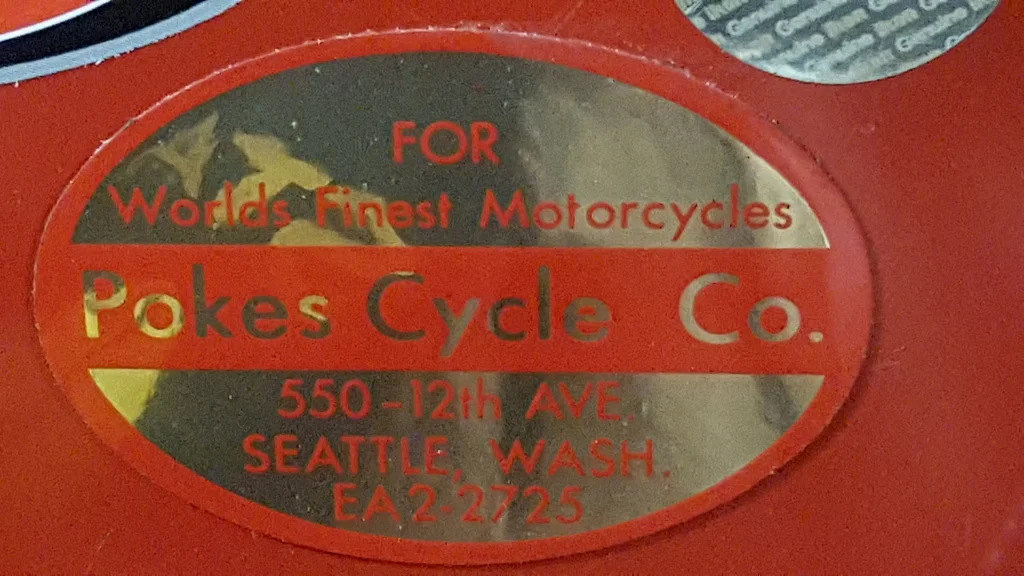 FOR
Worlds Finest Motorcycles
Pokes Cycle Co.
550-12th AVE.
SEATTLE, WASH.
EA2-2725